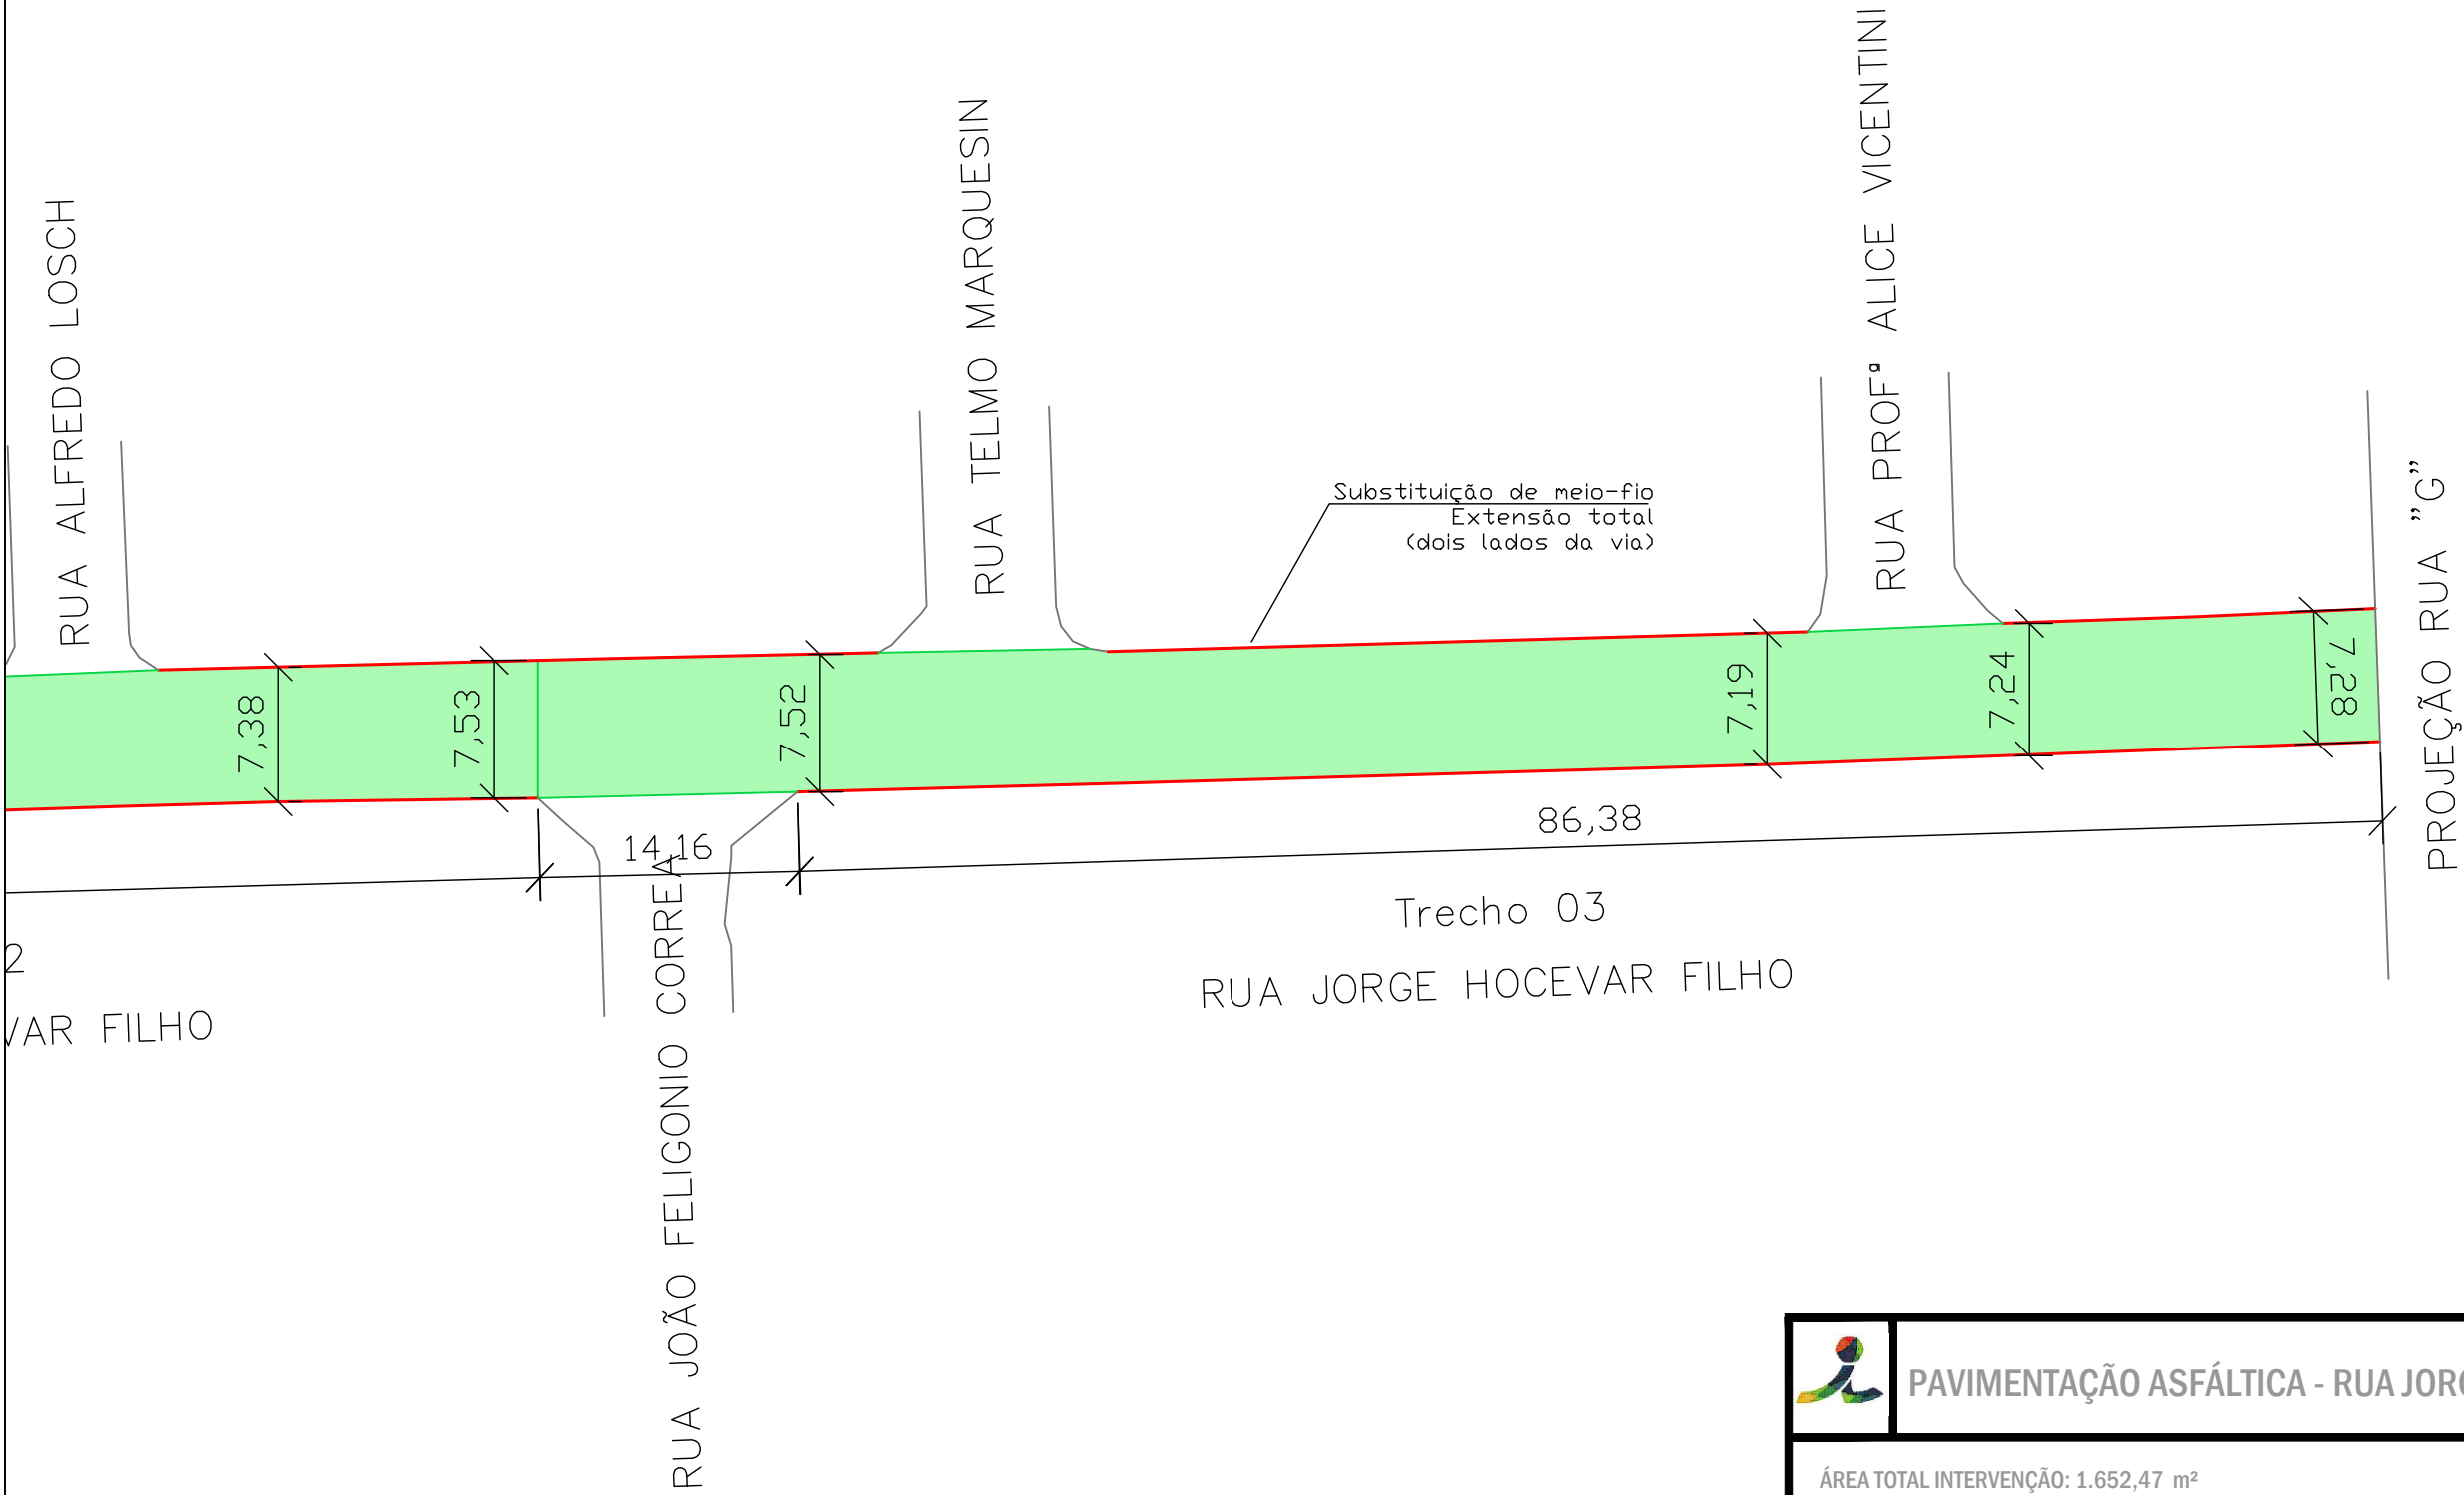 RUA ALFREDO LOSCH
RUA TELMO MARQUESIN
RUA PROFª ALICE VICENTINI
PROJEÇÃO RUA "G"
Substituição de meio-fio
Extensão total
(dois lados da via)
7,38
7,53
7,52
7,19
7,24
7,28
14,16
86,38
Trecho 03
RUA JORGE HOCEVAR FILHO
2
VAR FILHO
RUA JOÃO FELIGONIO CORREA
PAVIMENTAÇÃO ASFÁLTICA - RUA JORG
ÁREA TOTAL INTERVENÇÃO: 1.652,47 m²